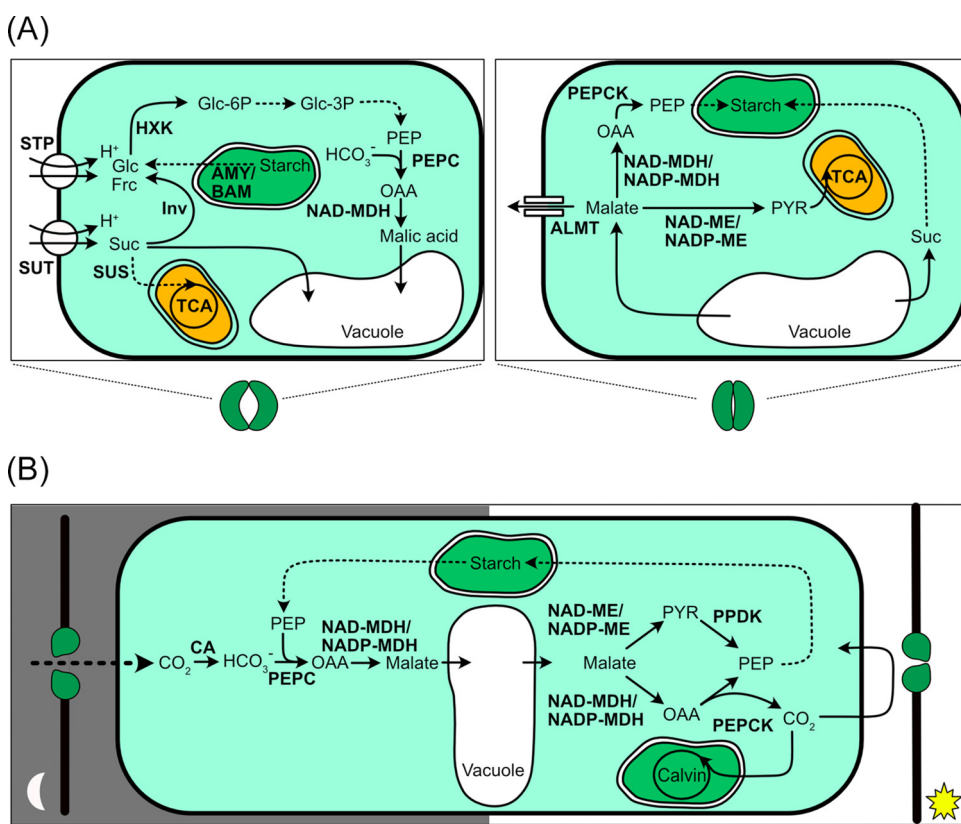 (A)
STP
H+
Glc
Frc
HXK
Glc-6P
Glc-3P
PEP
HCO3-
PEPC
OAA
NAD-MDH
Malic acid
Starch
AMY/
BAM
Inv
H+
Suc
SUT
SUS
TCA
Vacuole
PEPCK
PEP
Starch
OAA
NAD-MDH/
NADP-MDH
TCA
Malate
PYR
ALMT
NAD-ME/
NADP-ME
Suc
Vacuole
(B)
Starch
PEP
NAD-MDH/
NADP-MDH
CO2
CA
HCO3-
PEPC
OAA
Malate
Vacuole
NAD-ME/
NADP-ME
PYR
PPDK
Malate
PEP
NAD-MDH/
NADP-MDH
OAA
PEPCK
CO2
Calvin